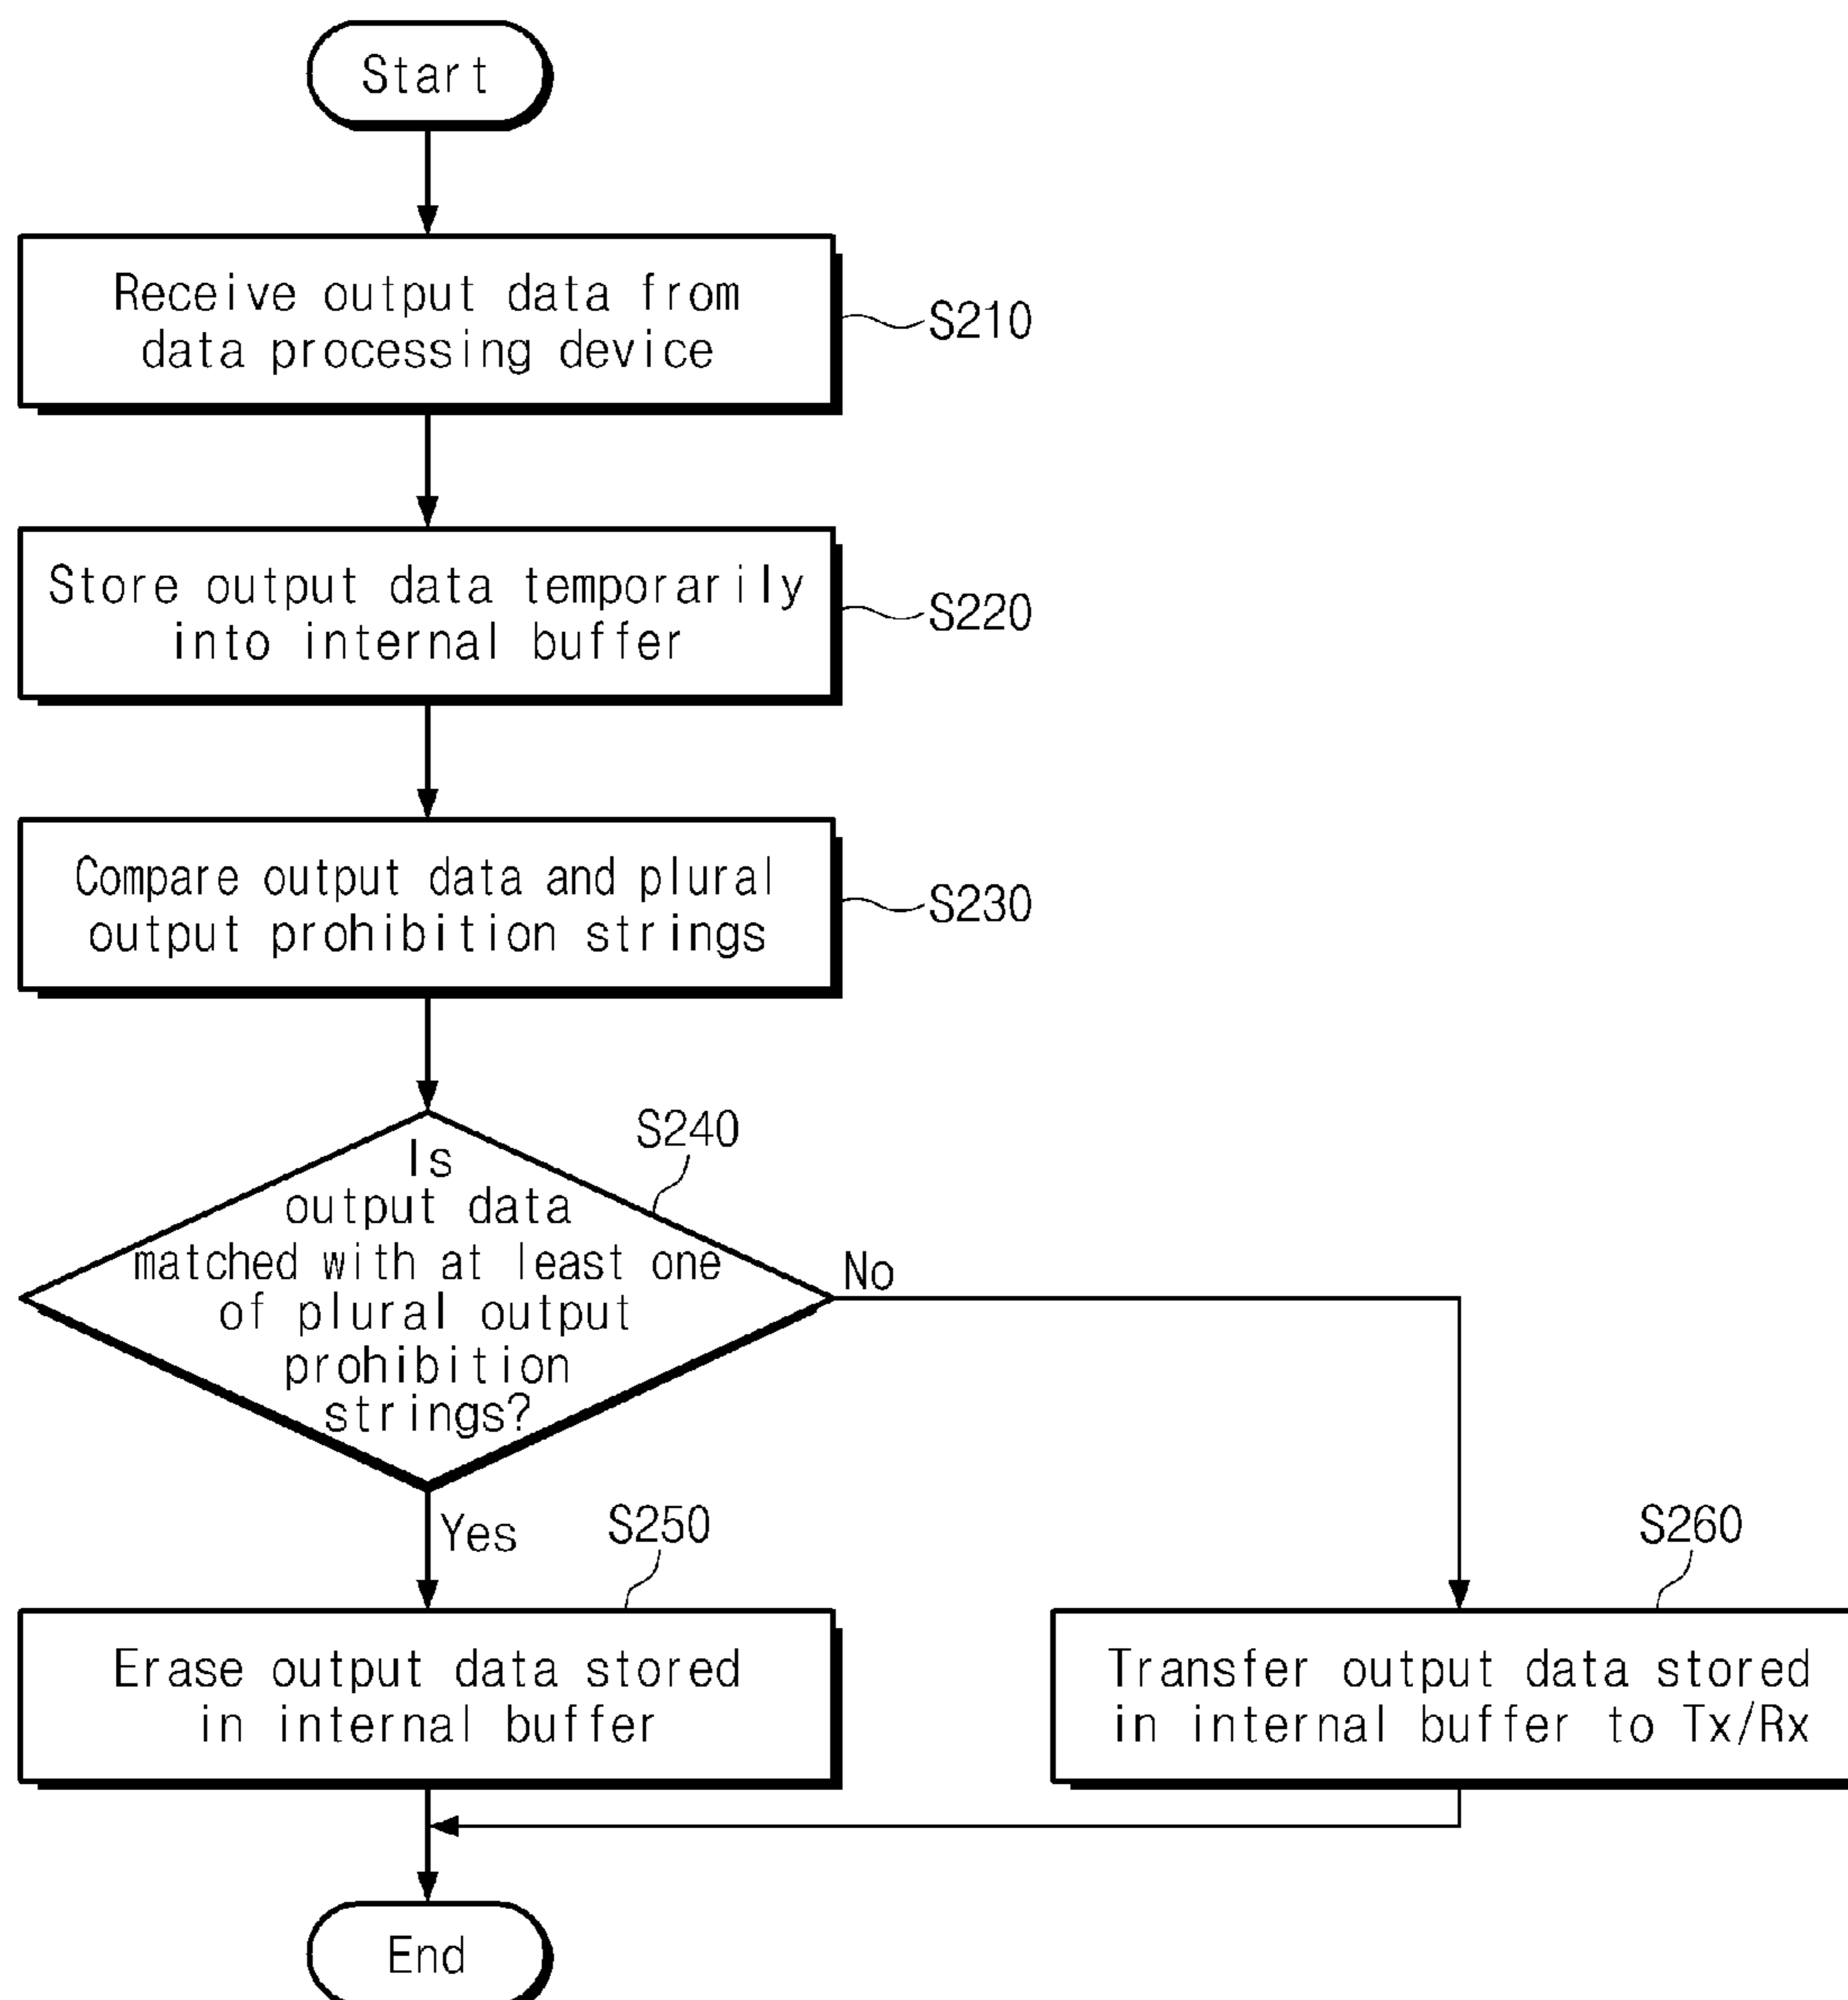 Start
Receive output data from
data processing device
S210
Store output data temporarily
into internal buffer
S220
Compare output data and plural
output prohibition strings
S230
S240
Is
output data
matched with at least one
of plural output
prohibition
strings?
No
Yes
S250
Erase output data stored
in internal buffer
S260
Transfer output data stored
in internal buffer to Tx/Rx
End